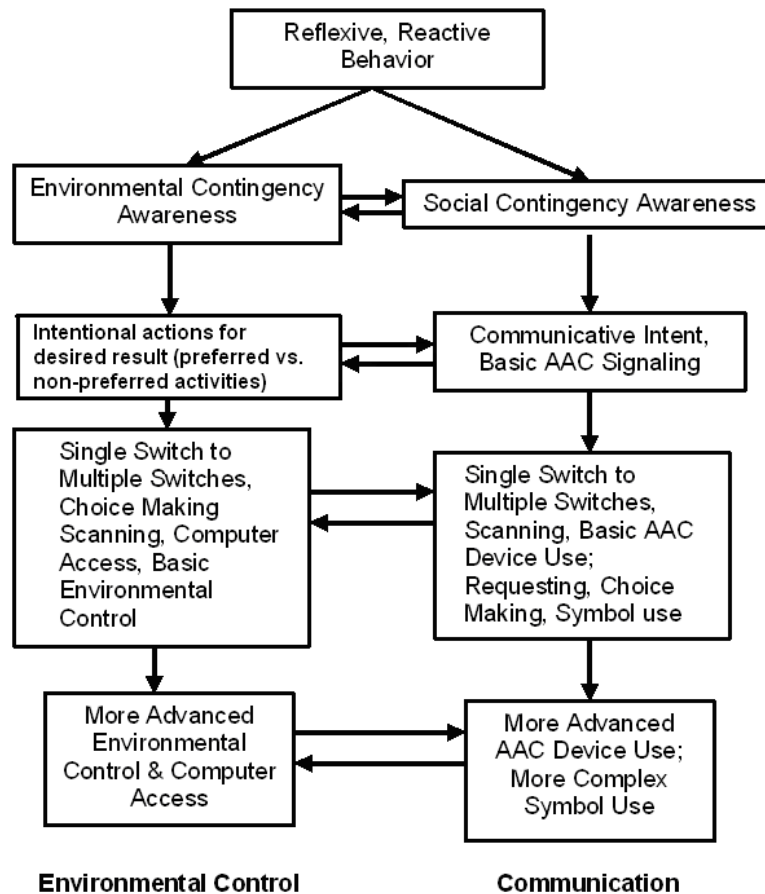 Reflexive, Reactive
Behavior
Environmental Contingency
Awareness
Social Contingency Awareness
Intentional actions for
desired result (preferred vs.
non-preferred activities)
Communicative Intent,
Basic AAC Signaling
Single Switch to
Multiple Switches,
Choice Making
Scanning, Computer
Access, Basic
Environmental
Control
Single Switch to
Multiple Switches,
Scanning, Basic AAC
Device Use;
Requesting, Choice
Making, Symbol use
More Advanced
Environmental
Control & Computer
Access
More Advanced
AAC Device Use;
More Complex
Symbol Use
Environmental Control
Communication